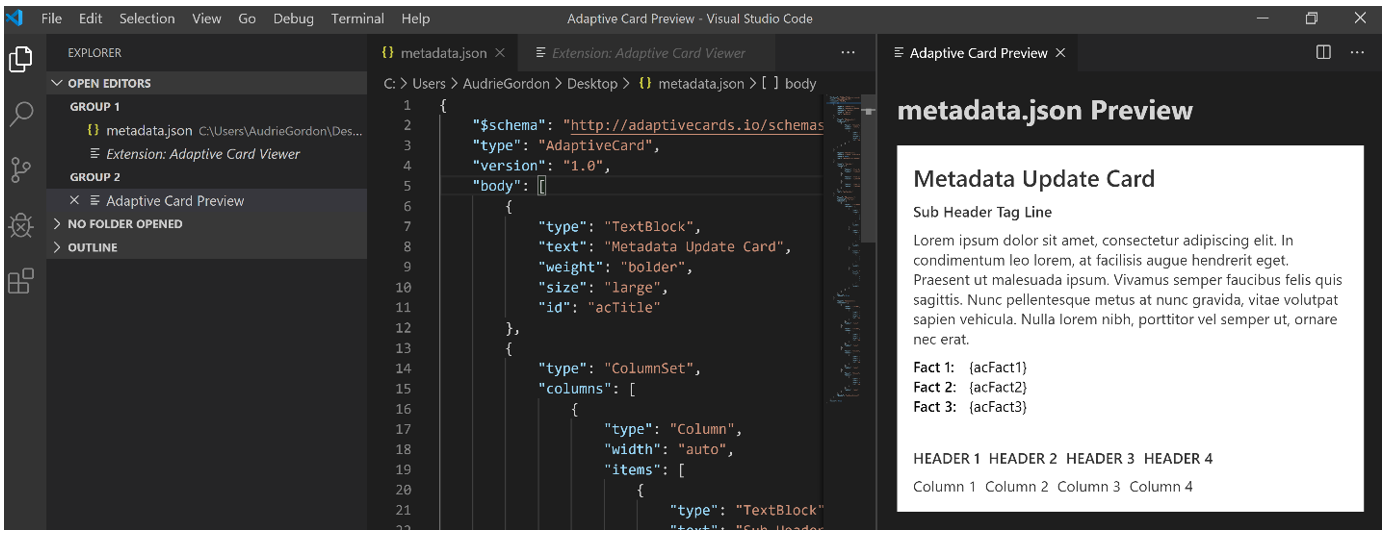 File Edit Selection View Go Debug Terminal Help
Adaptive Card Preview - Visual Studio Code
EXPLORER
OPEN EDITORS
GROUP 1
{} metadata.json C:\Users\AudrieGordon\Des...
Extension: Adaptive Card Viewer
GROUP 2
Adaptive Card Preview
NO FOLDER OPENED
OUTLINE
{} metadata.json
Extension: Adaptive Card Viewer
C: > Users > AudrieGordon > Desktop > {} metadata.json > [ ] body
1 {
2 "$schema": "http://adaptivecards.io/schemas
3 "type": "AdaptiveCard",
4 "version": "1.0",
5 "body": [
6 {
7 "type": "TextBlock",
8 "text": "Metadata Update Card",
9 "weight": "bolder",
10 "size": "large",
11 "id": "acTitle"
12 },
13 {
14 "type": "ColumnSet",
15 "columns": [
16 {
17 "type": "Column",
18 "width": "auto",
19 "items": [
20 {
21 "type": "TextBlock"
22 "text": "Sub Header
Adaptive Card Preview
metadata.json Preview
Metadata Update Card
Sub Header Tag Line
Lorem ipsum dolor sit amet, consectetur adipiscing elit. In
condimentum leo lorem, at facilisis augue hendrerit eget.
Praesent ut malesuada ipsum. Vivamus semper faucibus felis quis
sagittis. Nunc pellentesque metus at nunc gravida, vitae volutpat
sapien vehicula. Nulla lorem nibh, porttitor vel semper ut, ornare
nec erat.
Fact 1: {acFact1}
Fact 2: {acFact2}
Fact 3: {acFact3}
HEADER 1 HEADER 2 HEADER 3 HEADER 4
Column 1 Column 2 Column 3 Column 4